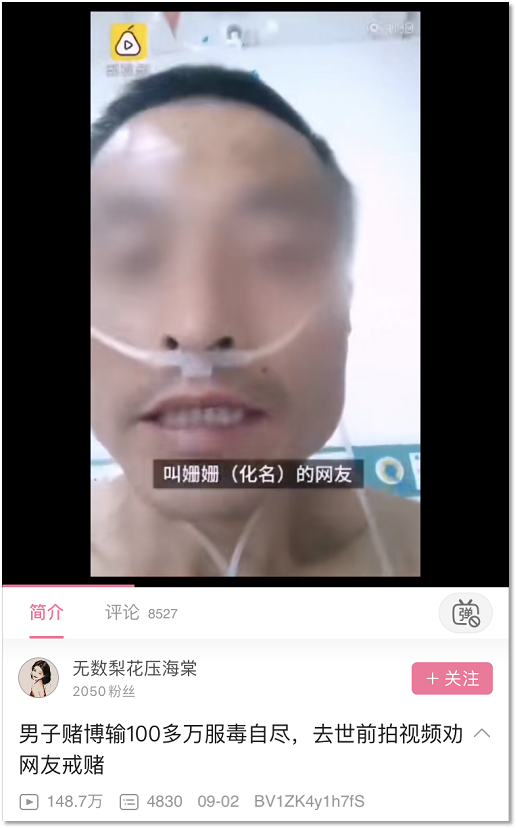 叫姗姗（化名）的网友
简介
评论 8527
弹
无数梨花压海棠
2050粉丝
＋关注
男子赌博输100多万服毒自尽，去世前拍视频劝
网友戒赌
148.7万 4830 09-02 BV1ZK4y1h7fS